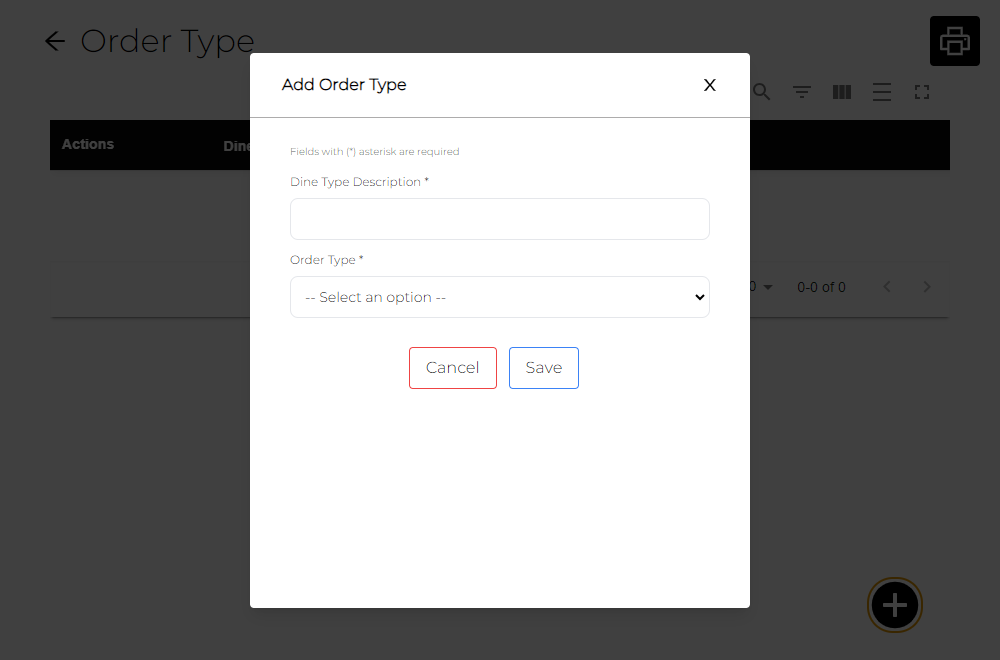 Order Type
Add Order Type
X
Actions
Dine
Fields with (*) asterisk are required
Dine Type Description *
Order Type *
-- Select an option --
0-0 of 0
Cancel
Save